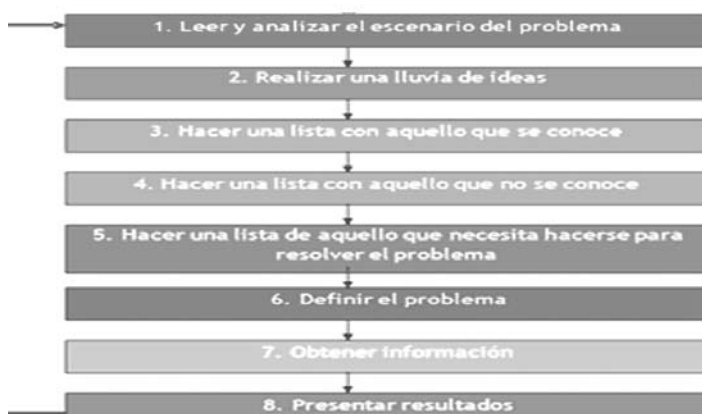 1. Leer y analizar el escenario del problema
2. Realizar una lluvia de ideas
3. Hacer una lista con aquello que se conoce
4. Hacer una lista con aquello que no se conoce
5. Hacer una lista de aquello que necesita hacerse para
resolver el problema
6. Definir el problema
7. Obtener información
8. Presentar resultados